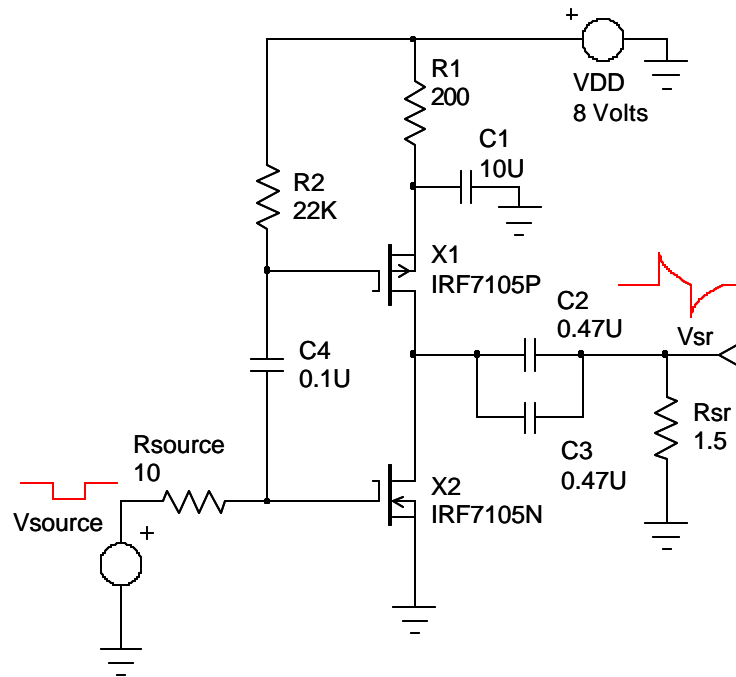 +
VDD
8 Volts
R1
200
C1
10U
R2
22K
X1
IRF7105P
C2
0.47U
Vsr
C4
0.1U
Rsr
1.5
C3
0.47U
Rsource
10
X2
IRF7105N
Vsource
+